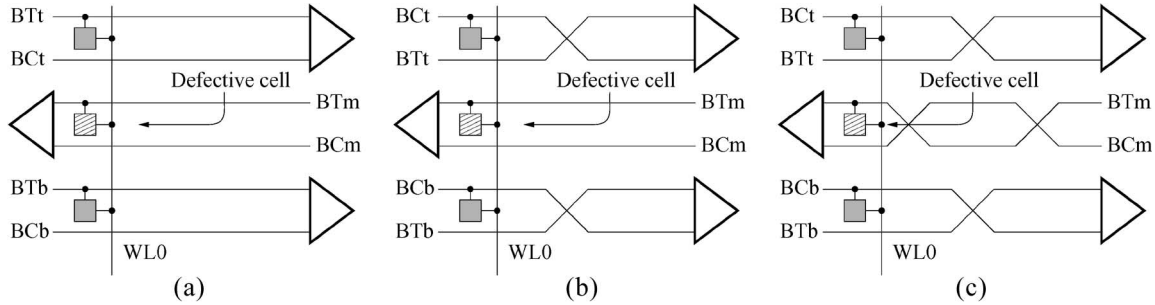 BTt
BCt
Defective cell
BTm
BCm
BTb
BCb
WL0
(a)
BCt
BTt
Defective cell
BTm
BCm
BCb
BTb
WL0
(b)
BCt
BTt
Defective cell
BTm
BCm
BCb
BTb
WL0
(c)